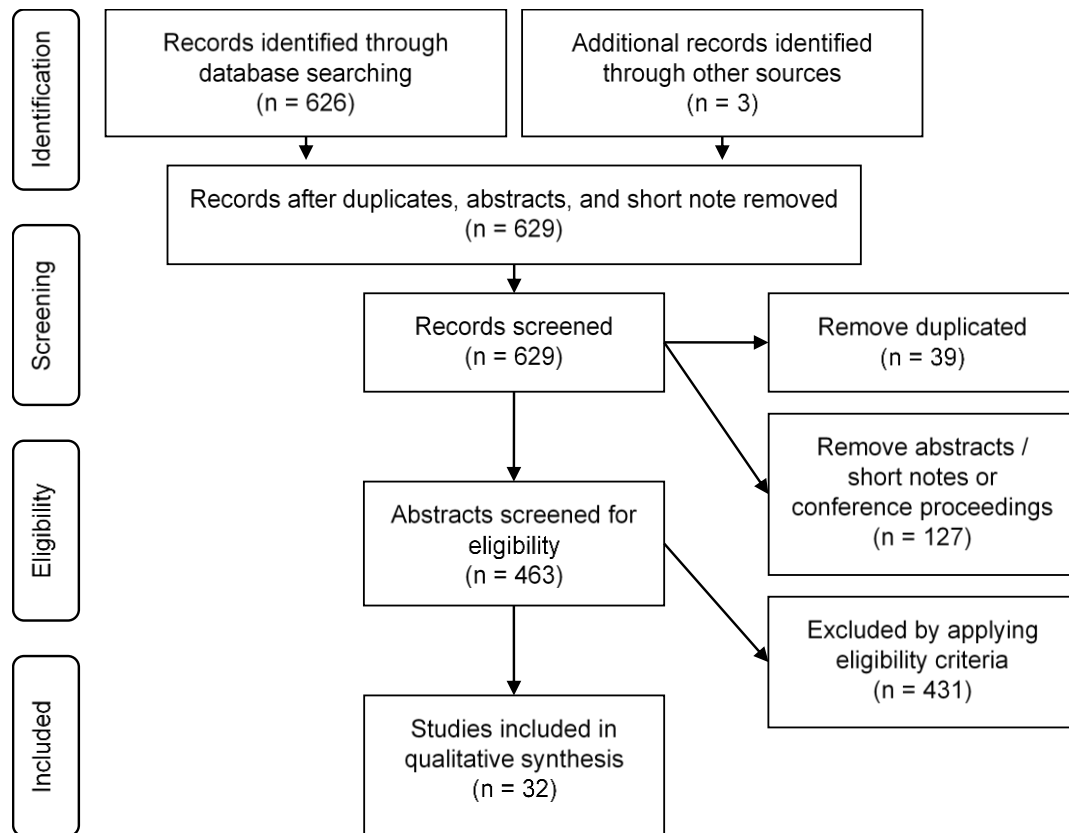 Identification
Records identified through
database searching
(n = 626)
Additional records identified
through other sources
(n = 3)
Records after duplicates, abstracts, and short note removed
(n = 629)
Screening
Records screened
(n = 629)
Remove duplicated
(n = 39)
Remove abstracts /
short notes or
conference proceedings
(n = 127)
Eligibility
Abstracts screened for
eligibility
(n = 463)
Excluded by applying
eligibility criteria
(n = 431)
Included
Studies included in
qualitative synthesis
(n = 32)